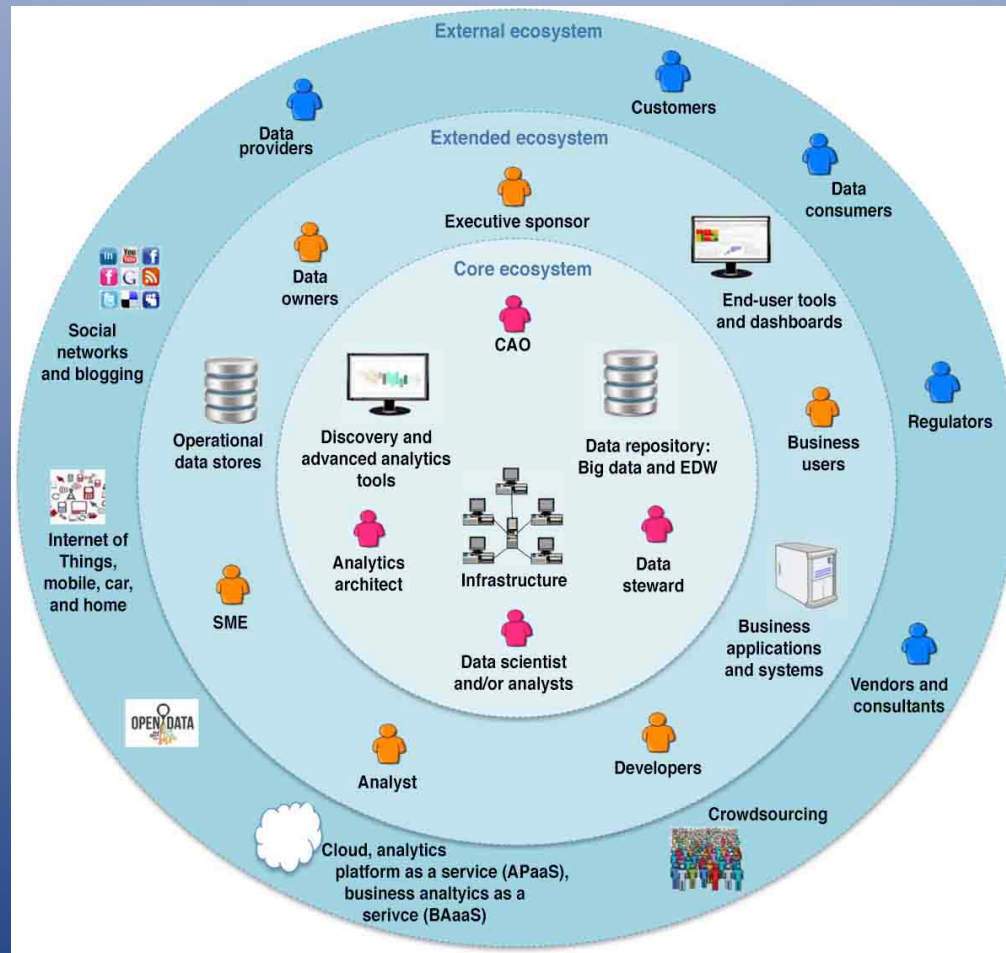 External ecosystem
Customers
Data
providers
Extended ecosystem
Data
consumers
Executive sponsor
Data
owners
Core ecosystem
End-user tools
and dashboards
CAO
in
You
Tube
f
f
G
t
Social
networks
and blogging
Regulators
Operational
data stores
Discovery and
advanced analytics
tools
Data repository:
Big data and EDW
Business
users
Internet of
Things,
mobile, car,
and home
Analytics
architect
Infrastructure
Data
steward
SME
Business
applications
and systems
Data scientist
and/or analysts
Vendors and
consultants
OPEN DATA
Analyst
Developers
Crowdsourcing
Cloud, analytics
platform as a service (APaaS),
business analtyics as a
serivce (BAaaS)